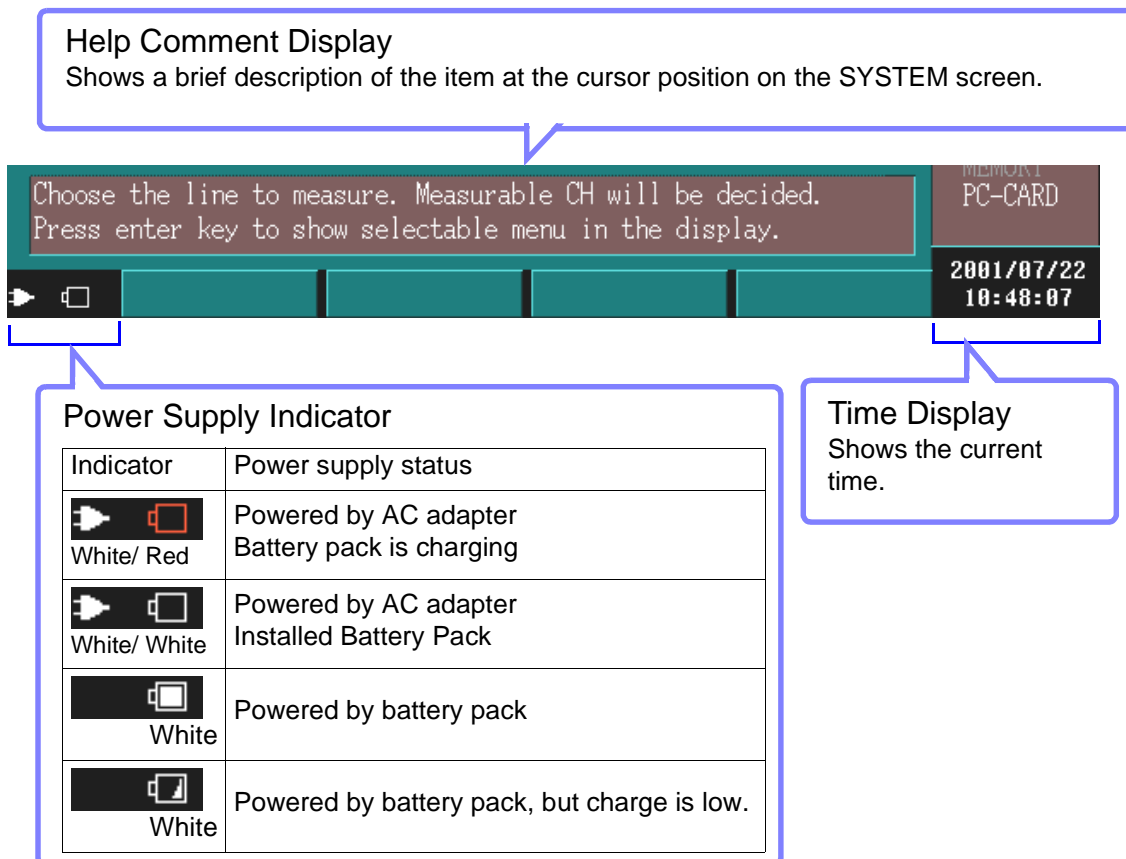 Help Comment Display
Shows a brief description of the item at the cursor position on the SYSTEM screen.
Choose the line to measure. Measurable CH will be decided.
Press enter key to show selectable menu in the display.
MEMORY
PC-CARD
2001/07/22
10:48:07
Power Supply Indicator
Indicator Power supply status
White/ Red
Powered by AC adapter
Battery pack is charging
White/ White
Powered by AC adapter
Installed Battery Pack
White
Powered by battery pack
White
Powered by battery pack, but charge is low.
Time Display
Shows the current
time.